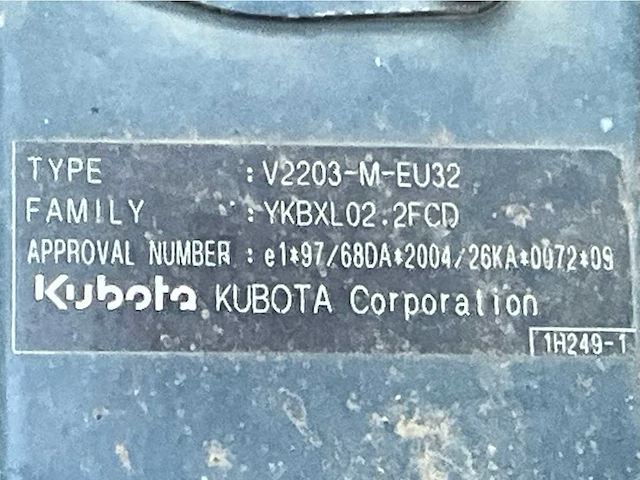 TYPE : V2203-M-EU32
FAMILY : YKBXL02.2FCD
APPROVAL NUMBER : e1*97/68DA*2004/26KA*0072*09
Kubota KUBOTA Corporation
1H249-1